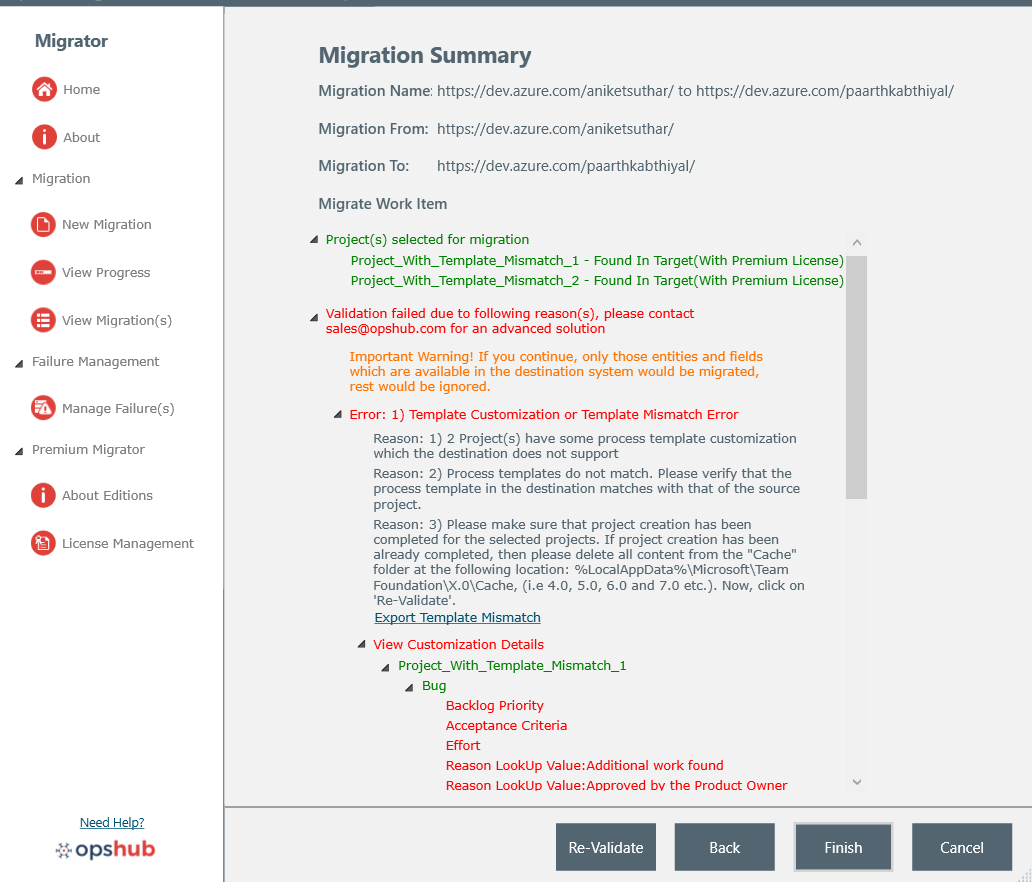 Migrator
Home
About
Migration
New Migration
View Progress
View Migration(s)
Failure Management
Manage Failure(s)
Premium Migrator
About Editions
License Management
Need Help?
opshub
Migration Summary
Migration Name: https://dev.azure.com/aniketsuthar/ to https://dev.azure.com/paarthkabthiyal/
Migration From: https://dev.azure.com/aniketsuthar/
Migration To: https://dev.azure.com/paarthkabthiyal/
Migrate Work Item
Project(s) selected for migration
Project_With_Template_Mismatch_1 - Found In Target(With Premium License)
Project_With_Template_Mismatch_2 - Found In Target(With Premium License)
Validation failed due to following reason(s), please contact
sales@opshub.com for an advanced solution
Important Warning! If you continue, only those entities and fields
which are available in the destination system would be migrated,
rest would be ignored.
Error: 1) Template Customization or Template Mismatch Error
Reason: 1) 2 Project(s) have some process template customization
which the destination does not support
Reason: 2) Process templates do not match. Please verify that the
process template in the destination matches with that of the source
project.
Reason: 3) Please make sure that project creation has been
completed for the selected projects. If project creation has been
already completed, then please delete all content from the "Cache"
folder at the following location: %LocalAppData%\Microsoft\Team
Foundation\X.0\Cache, (i.e 4.0, 5.0, 6.0 and 7.0 etc.). Now, click on
'Re-Validate'.
Export Template Mismatch
View Customization Details
Project_With_Template_Mismatch_1
Bug
Backlog Priority
Acceptance Criteria
Effort
Reason LookUp Value:Additional work found
Reason LookUp Value:Approved by the Product Owner
Re-Validate
Back
Finish
Cancel